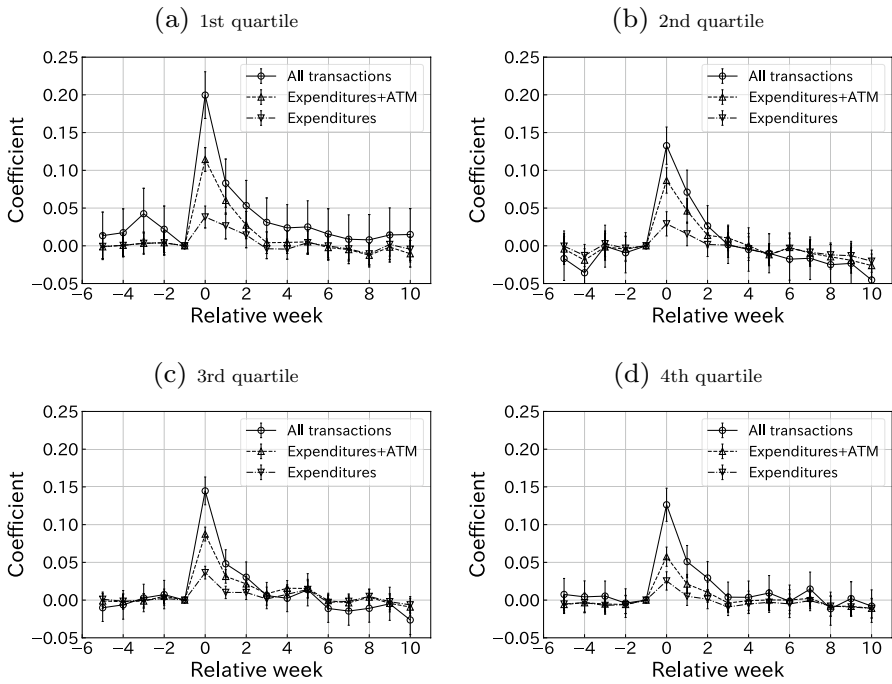 (a) 1st quartile
(b) 2nd quartile
0.25
0.20
0.15
0.10
0.05
0.00
−0.05
Coefficient
All transactions
Expenditures+ATM
Expenditures
−6 −4 −2 0 2 4 6 8 10
Relative week
0.25
0.20
0.15
0.10
0.05
0.00
−0.05
Coefficient
All transactions
Expenditures+ATM
Expenditures
−6 −4 −2 0 2 4 6 8 10
Relative week
(c) 3rd quartile
(d) 4th quartile
0.25
0.20
0.15
0.10
0.05
0.00
−0.05
Coefficient
All transactions
Expenditures+ATM
Expenditures
−6 −4 −2 0 2 4 6 8 10
Relative week
0.25
0.20
0.15
0.10
0.05
0.00
−0.05
Coefficient
All transactions
Expenditures+ATM
Expenditures
−6 −4 −2 0 2 4 6 8 10
Relative week